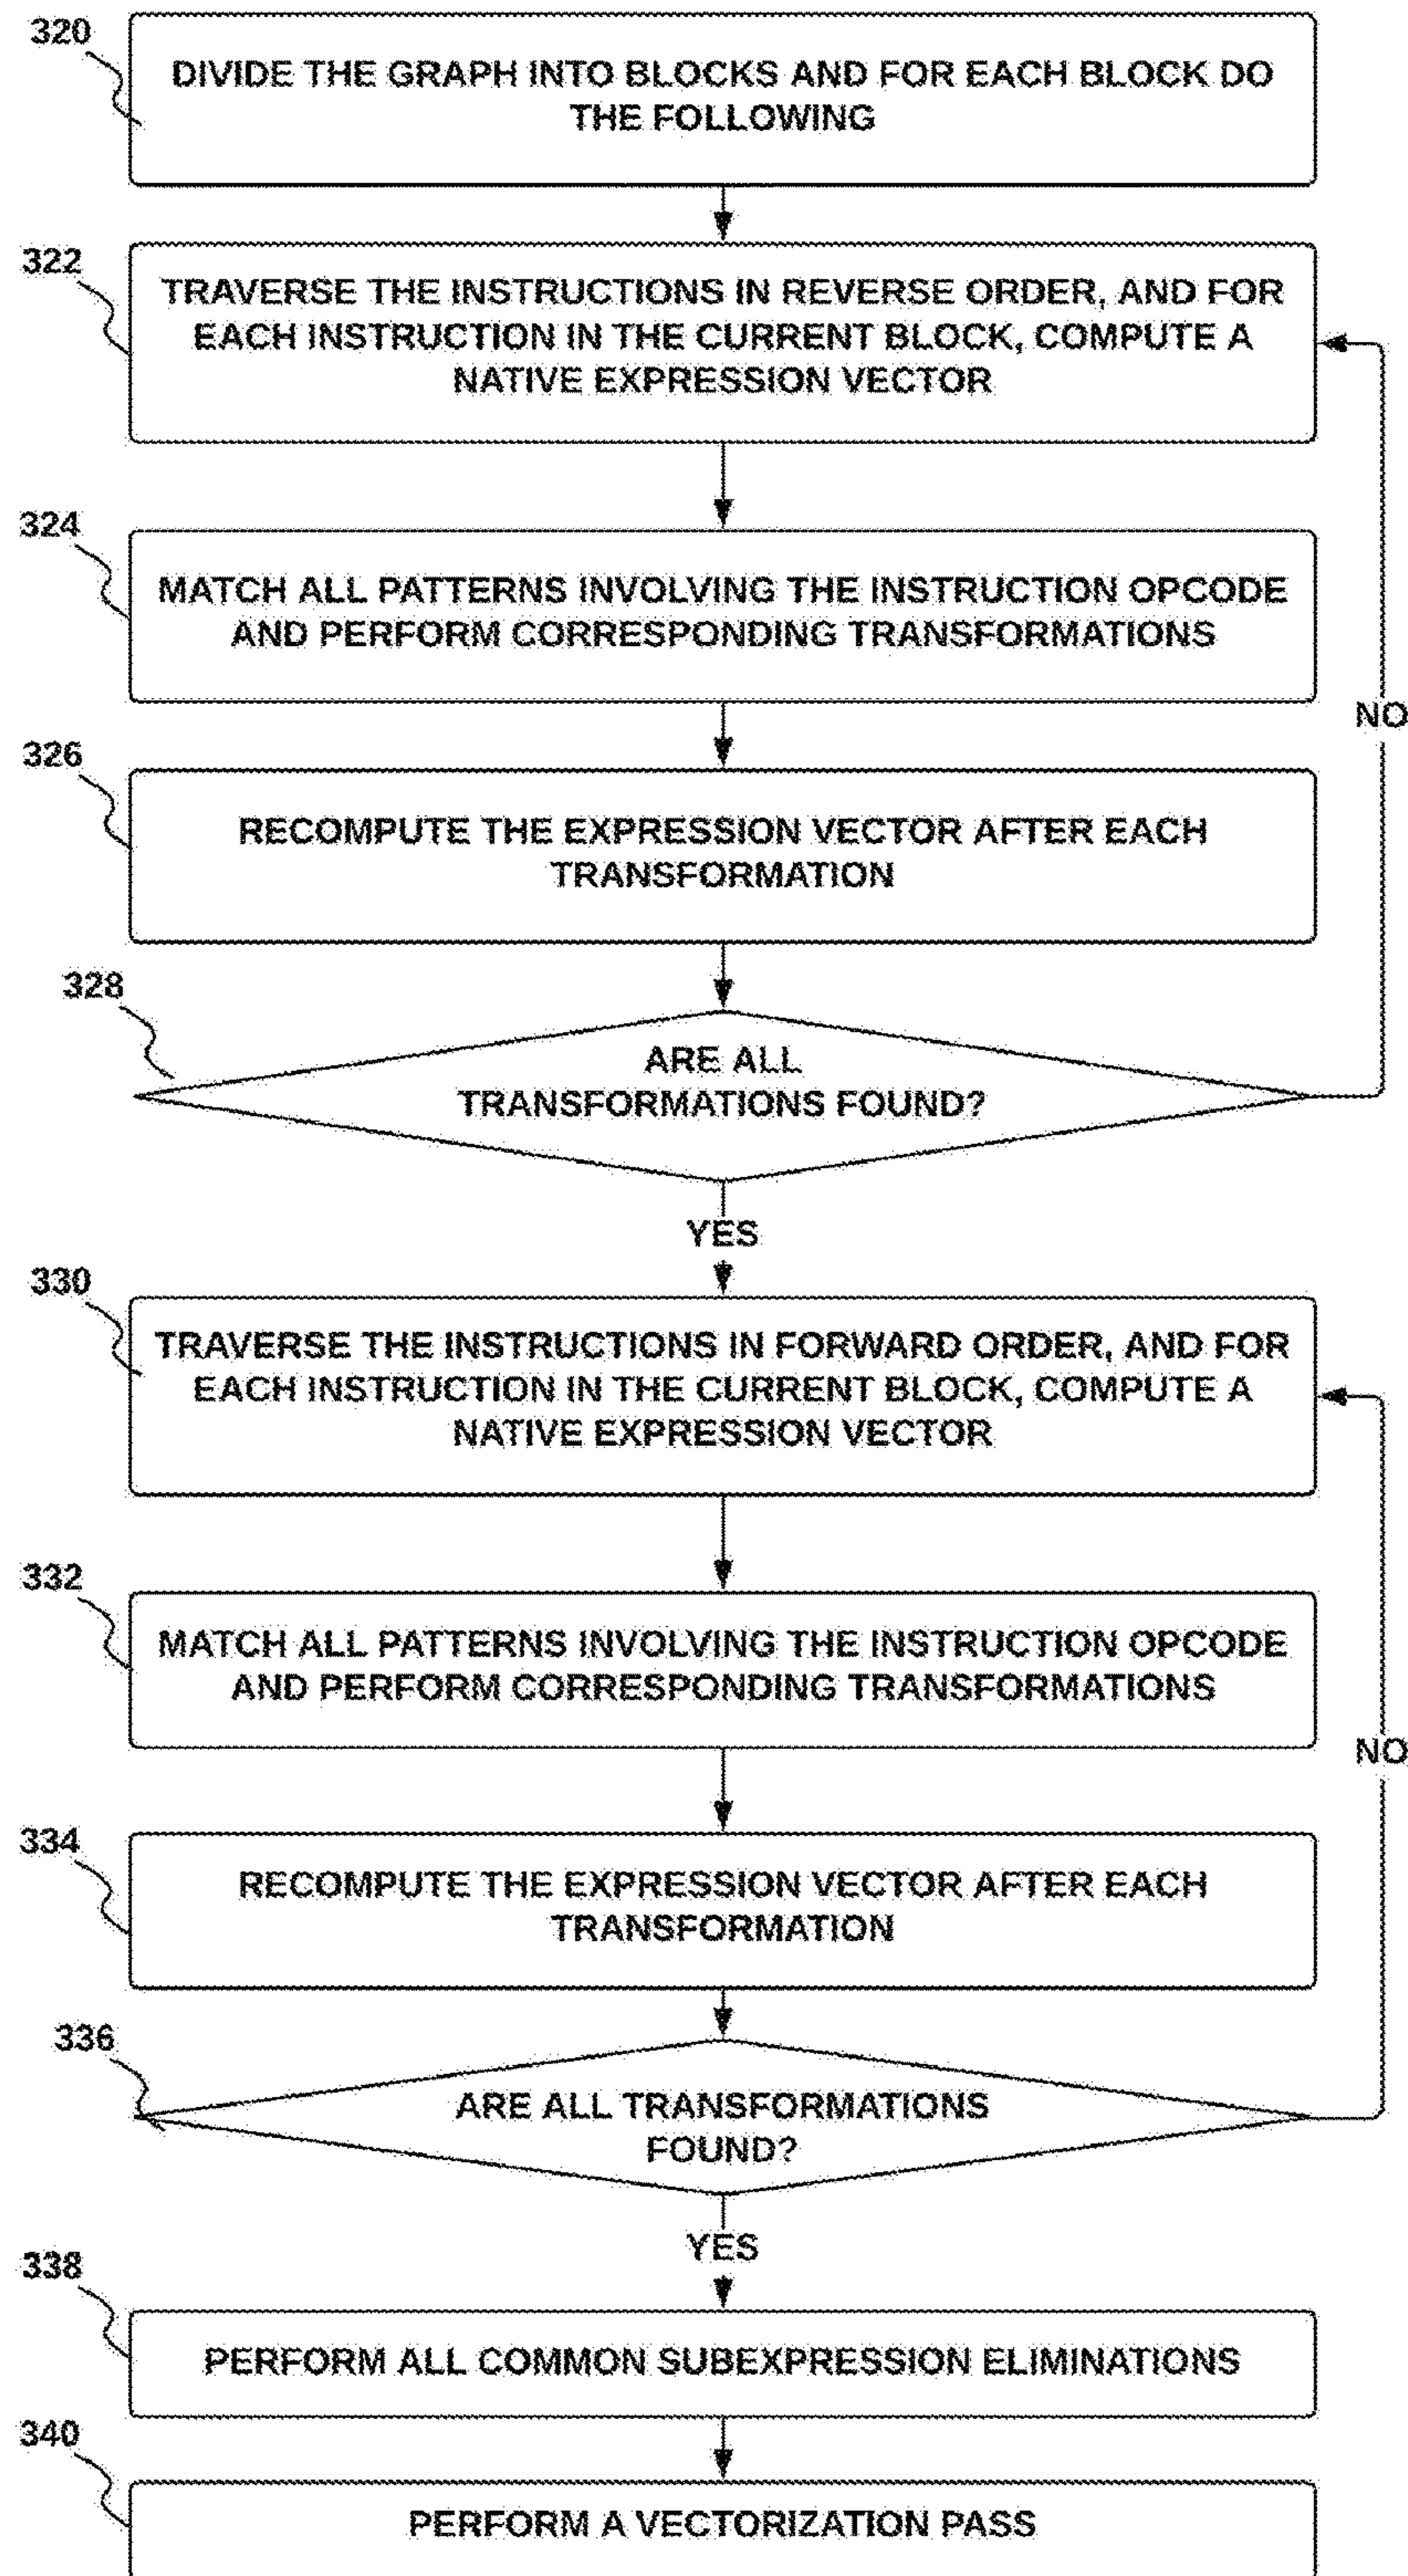 320
DIVIDE THE GRAPH INTO BLOCKS AND FOR EACH BLOCK DO
THE FOLLOWING
322
TRAVERSE THE INSTRUCTIONS IN REVERSE ORDER, AND FOR
EACH INSTRUCTION IN THE CURRENT BLOCK, COMPUTE A
NATIVE EXPRESSION VECTOR
324
MATCH ALL PATTERNS INVOLVING THE INSTRUCTION OPCODE
AND PERFORM CORRESPONDING TRANSFORMATIONS
NO
326
RECOMPUTE THE EXPRESSION VECTOR AFTER EACH
TRANSFORMATION
328
ARE ALL
TRANSFORMATIONS FOUND?
YES
330
TRAVERSE THE INSTRUCTIONS IN FORWARD ORDER, AND FOR
EACH INSTRUCTION IN THE CURRENT BLOCK, COMPUTE A
NATIVE EXPRESSION VECTOR
332
MATCH ALL PATTERNS INVOLVING THE INSTRUCTION OPCODE
AND PERFORM CORRESPONDING TRANSFORMATIONS
NO
334
RECOMPUTE THE EXPRESSION VECTOR AFTER EACH
TRANSFORMATION
336
ARE ALL TRANSFORMATIONS
FOUND?
YES
338
PERFORM ALL COMMON SUBEXPRESSION ELIMINATIONS
340
PERFORM A VECTORIZATION PASS